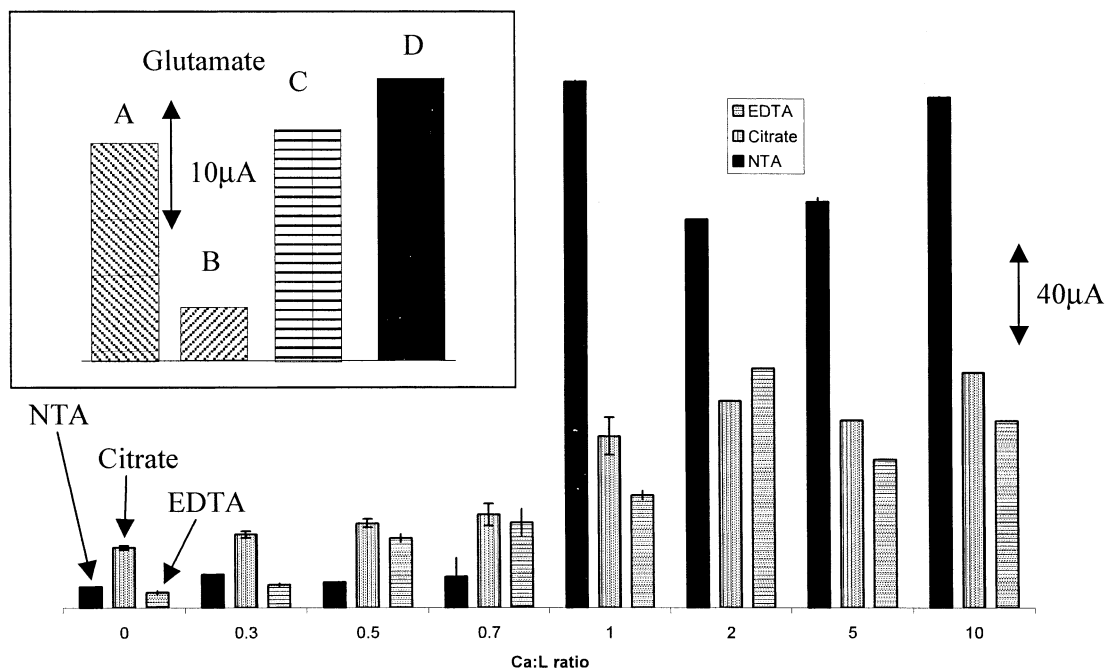 D
Glutamate
C
A
10µA
B
EDTA
Citrate
NTA
40µA
NTA
Citrate
EDTA
0 0.3 0.5 0.7 1 2 5 10
Ca:L ratio